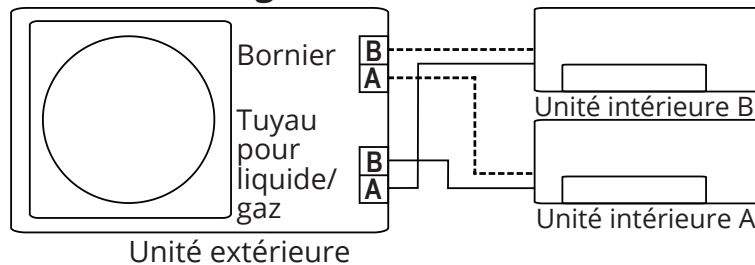 Bornier
B
A
Tuyau
pour
liquide/
gaz
B
A
Unité extérieure
Unité intérieure B
Unité intérieure A